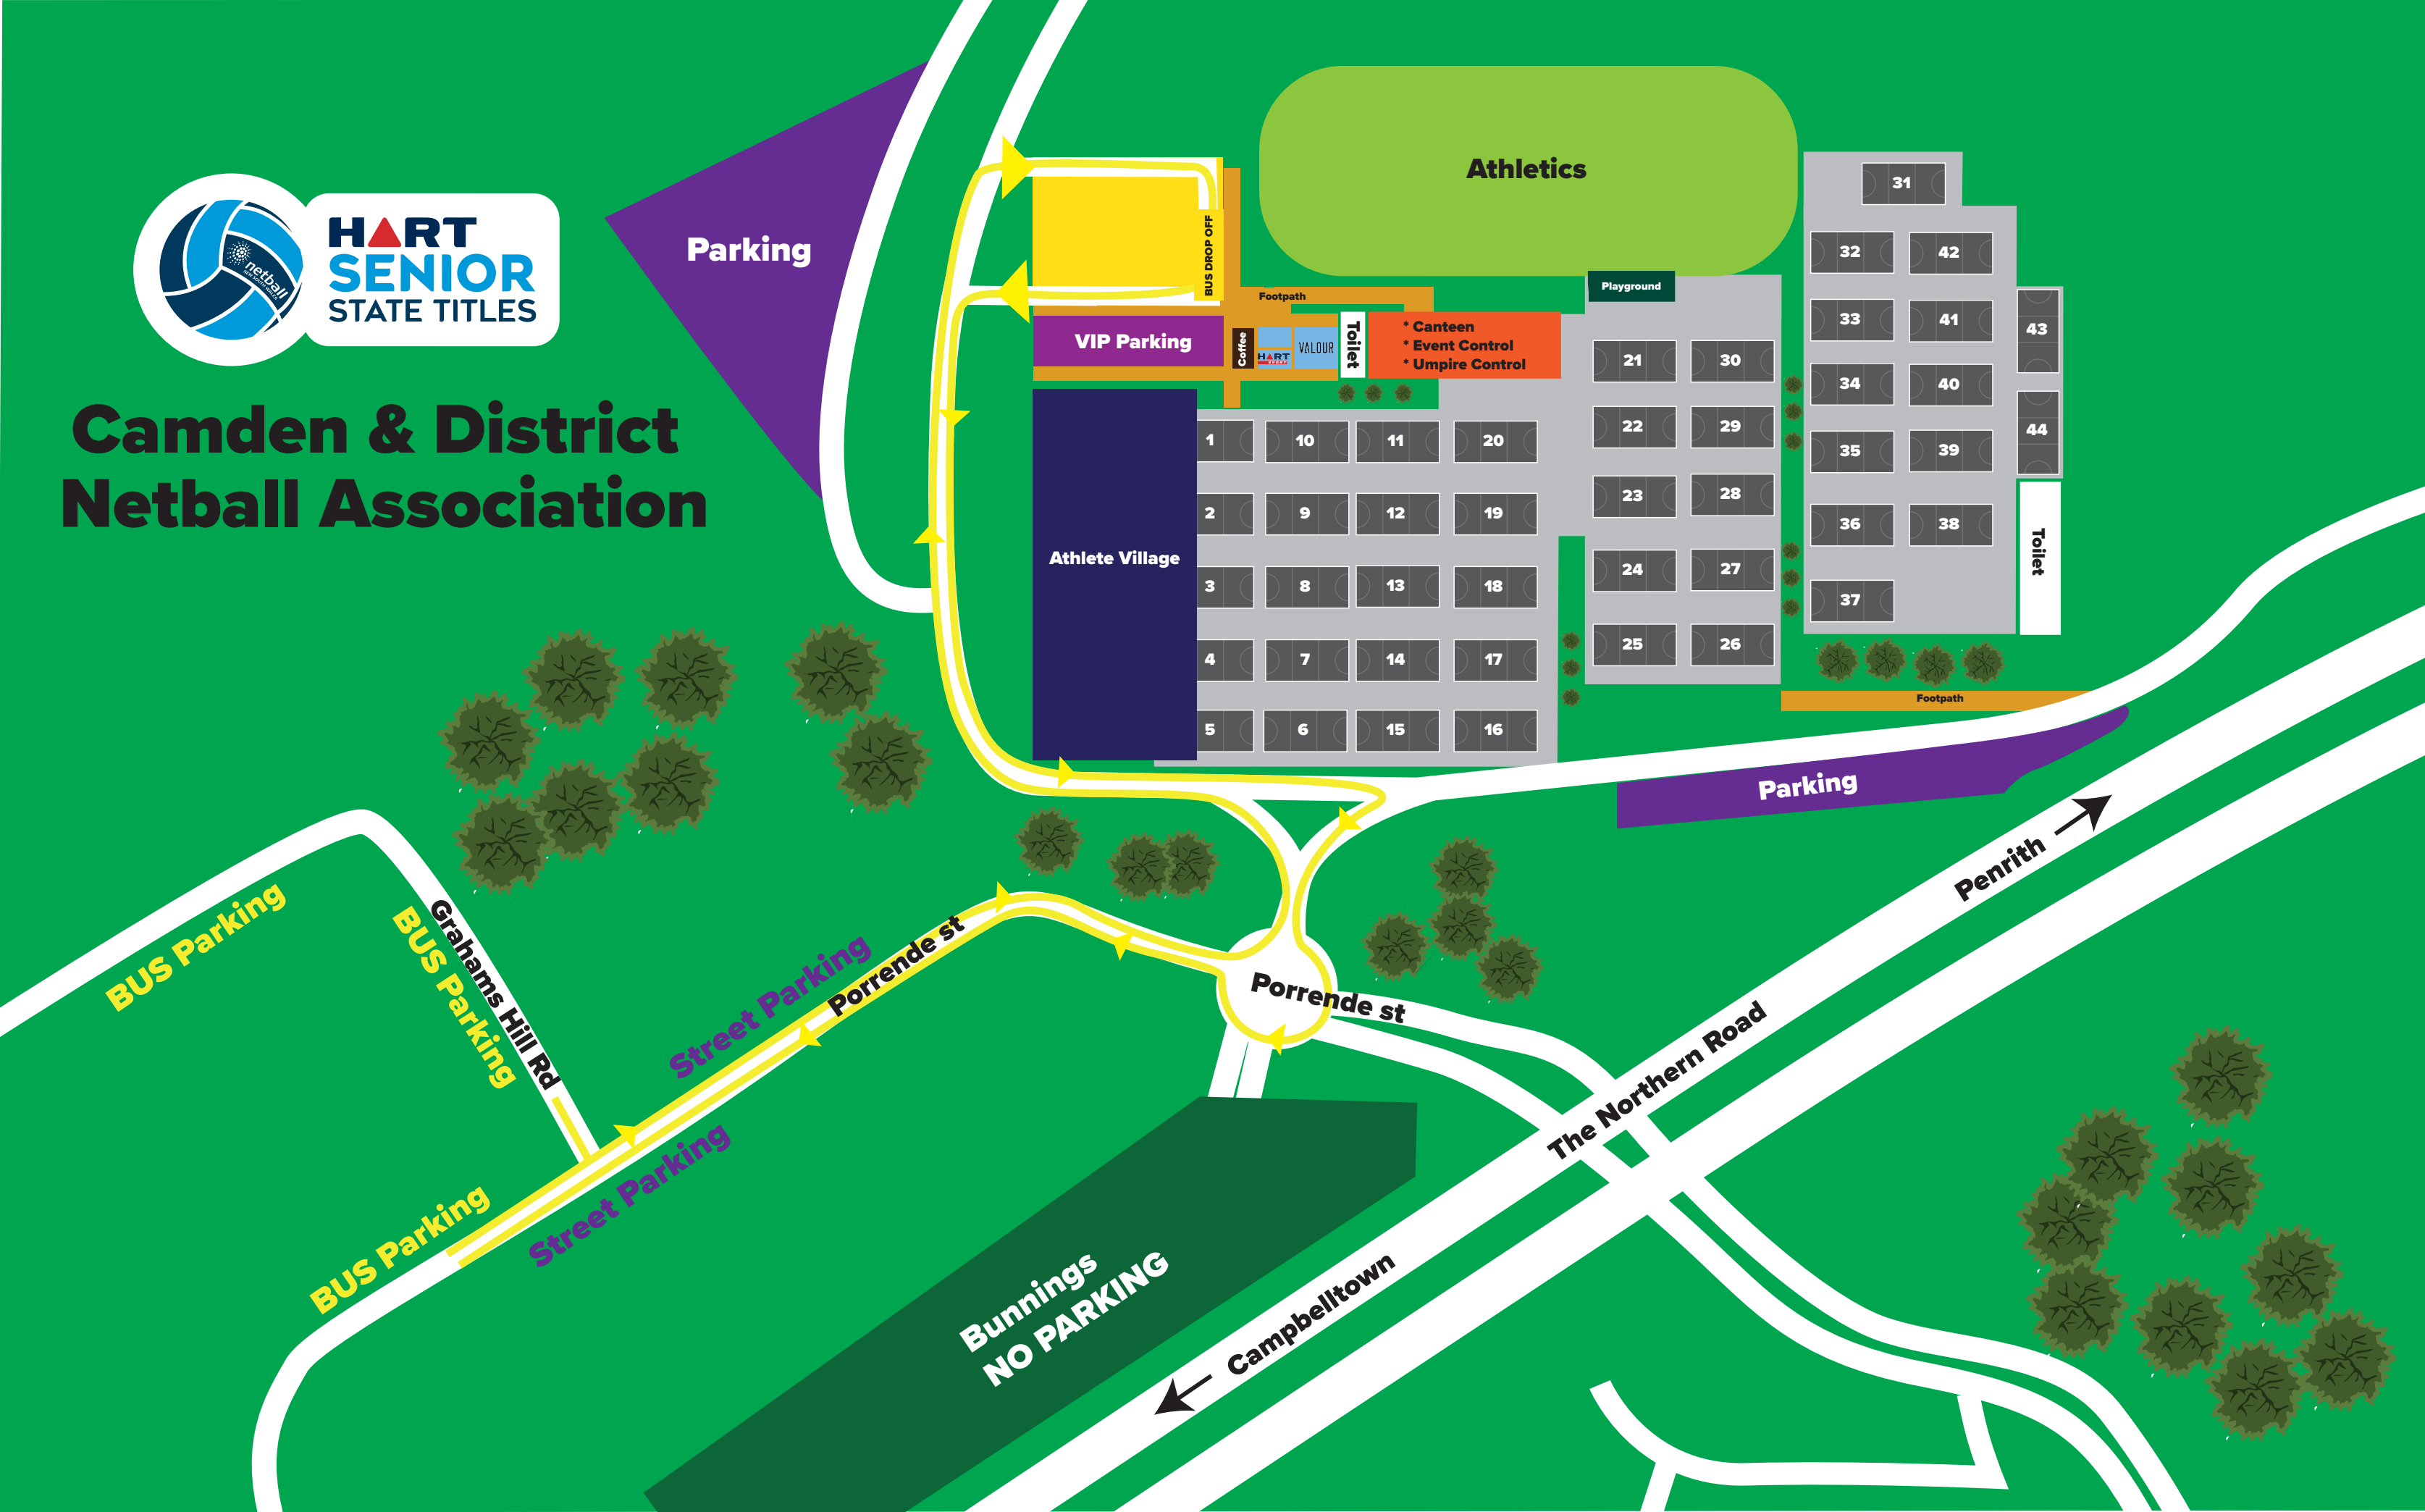 netball
HART
SENIOR
STATE TITLES
Camden & District
Netball Association
Parking
Athletics
BUS DROP OFF
Footpath
Playground
VIP Parking
Coffee
HART
VALOUR
Toilet
* Canteen
* Event Control
* Umpire Control
Athlete Village
1
10
11
20
2
9
12
19
3
8
13
18
4
7
14
17
5
6
15
16
21
30
22
29
23
28
24
27
25
26
31
32
42
33
41
34
40
35
39
36
38
37
43
44
Toilet
Footpath
Parking
Penrith
BUS Parking
Grahams Hill Rd
BUS Parking
Street Parking
Porrende st
Porrende st
BUS Parking
Street Parking
The Northern Road
Campbelltown
Bunnings
NO PARKING